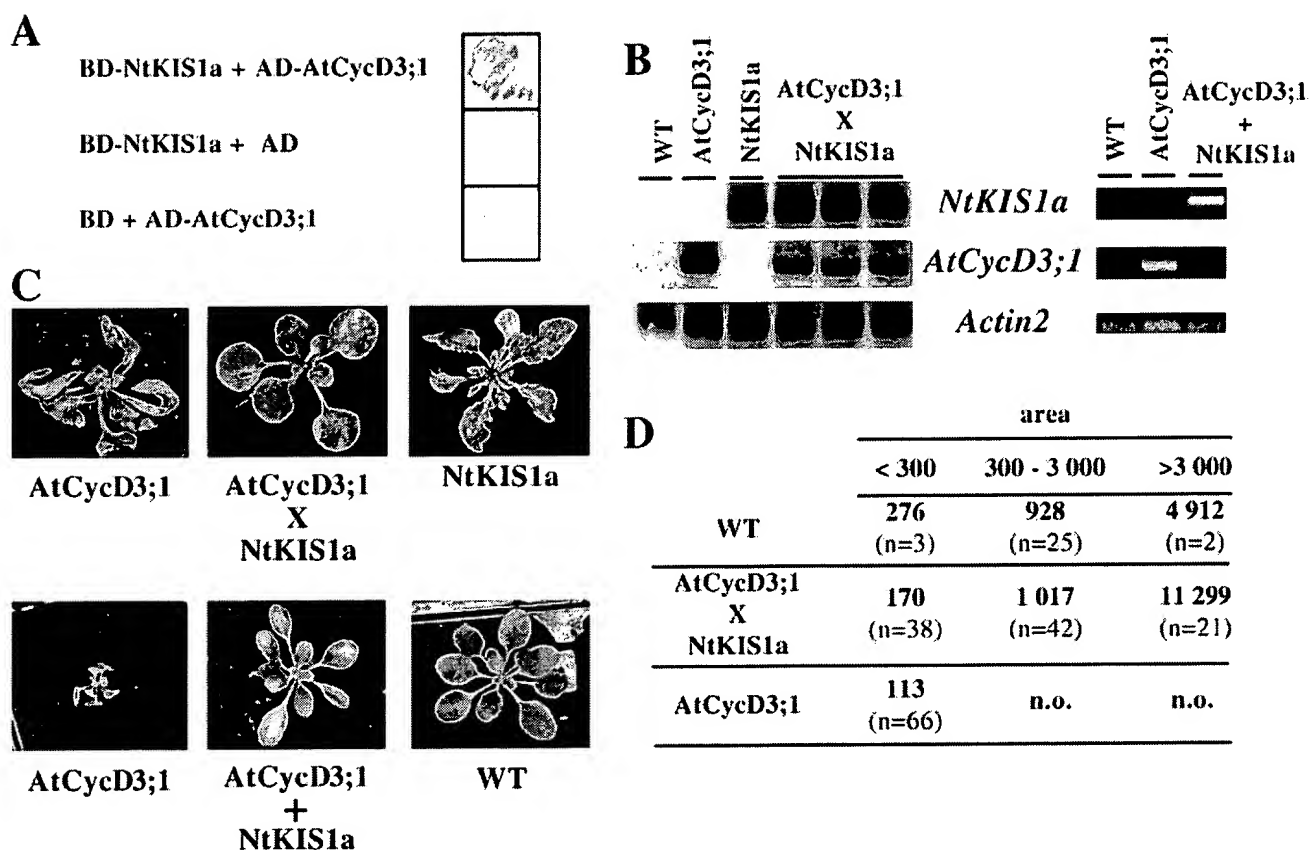 A
BD-NtKIS1a + AD-AtCycD3;1
BD-NtKIS1a + AD
BD + AD-AtCycD3;1
B
WT
AtCycD3;1
NtKIS1a
AtCycD3;1
X
NtKIS1a
WT
AtCycD3;1
AtCycD3;1
+
NtKIS1a
NtKIS1a
AtCycD3;1
Actin2
C
AtCycD3;1
AtCycD3;1
X
NtKIS1a
NtKIS1a
AtCycD3;1
AtCycD3;1
+
NtKIS1a
WT
D
area
< 300 300 - 3 000 >3 000
WT 276 928 4 912
(n=3) (n=25) (n=2)
AtCycD3;1
X
NtKIS1a
170 1 017 11 299
(n=38) (n=42) (n=21)
AtCycD3;1 113 n.o. n.o.
(n=66)